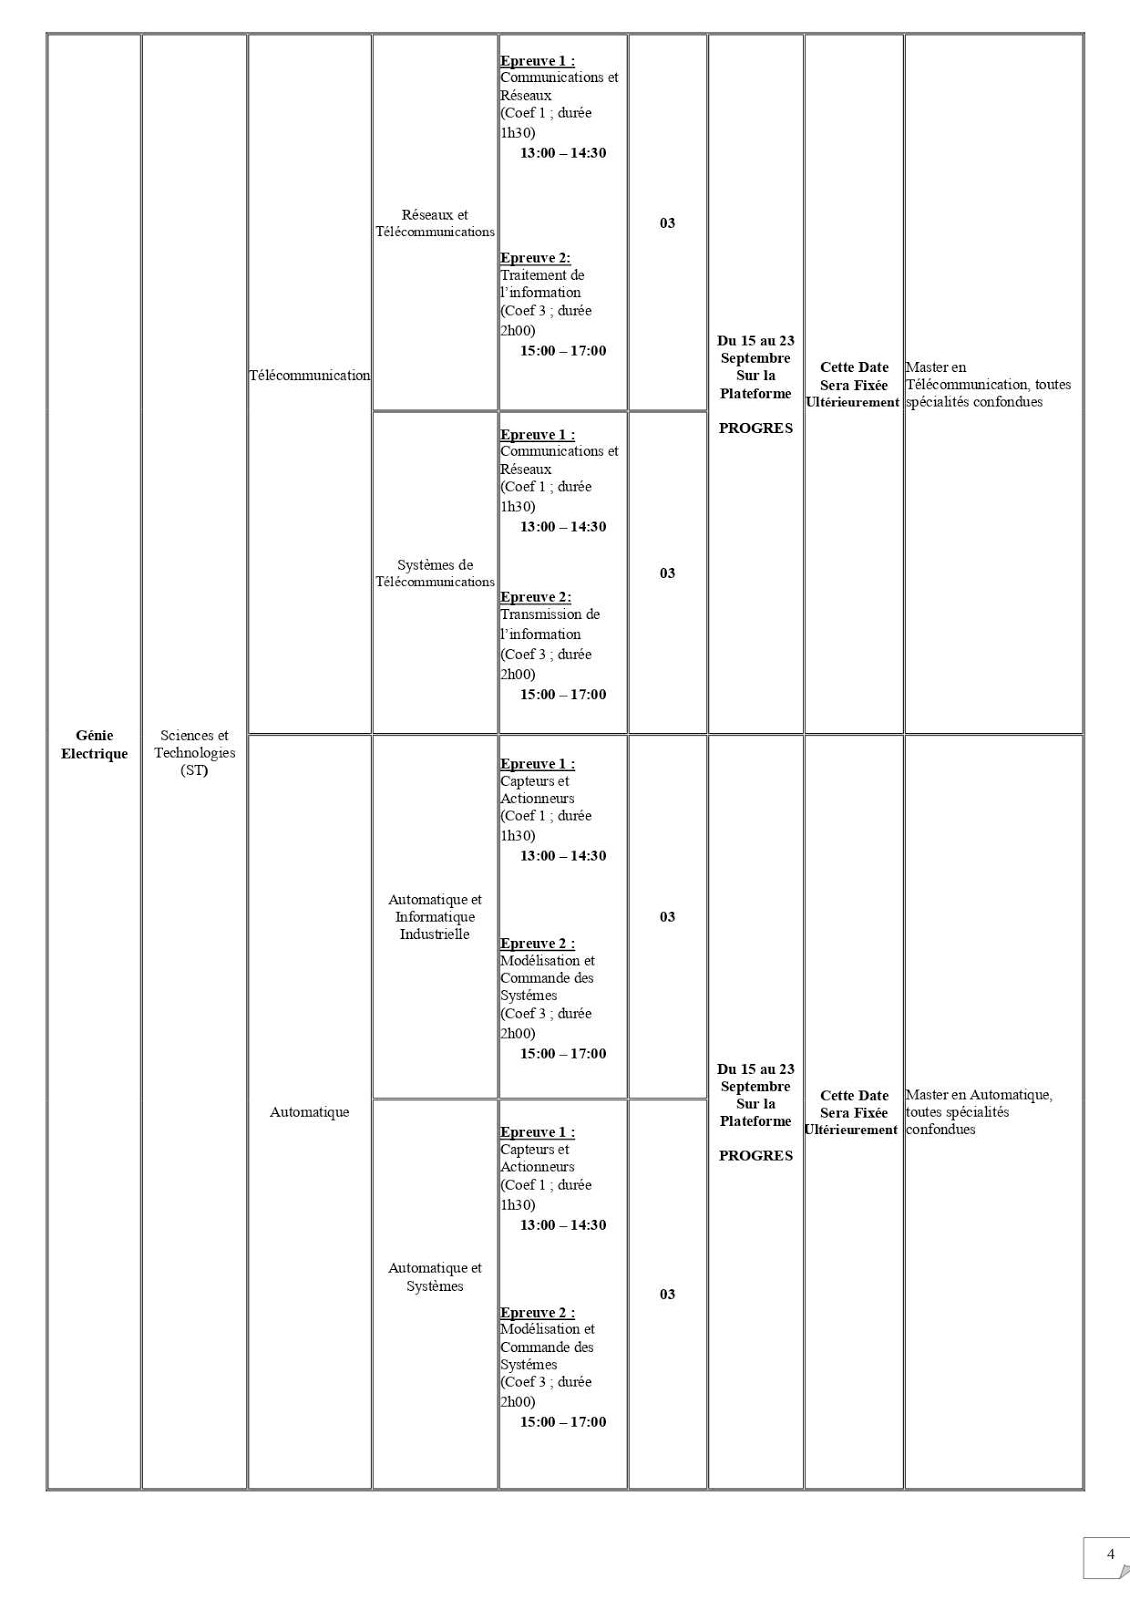 Génie
Electrique
Sciences et
Technologies
(ST)
Télécommunication
Réseaux et
Télécommunications
Epreuve 1 :
Communications et
Réseaux
(Coef 1 ; durée
1h30)
13:00 – 14:30
Epreuve 2:
Traitement de
l’information
(Coef 3 ; durée
2h00)
15:00 – 17:00
03
Du 15 au 23
Septembre
Sur la
Plateforme
PROGRES
Cette Date
Sera Fixée
Ultérieurement
Master en
Télécommunication, toutes
spécialités confondues
Systèmes de
Télécommunications
Epreuve 1 :
Communications et
Réseaux
(Coef 1 ; durée
1h30)
13:00 – 14:30
Epreuve 2:
Transmission de
l’information
(Coef 3 ; durée
2h00)
15:00 – 17:00
03
Automatique
Automatique et
Informatique
Industrielle
Epreuve 1 :
Capteurs et
Actionneurs
(Coef 1 ; durée
1h30)
13:00 – 14:30
Epreuve 2 :
Modélisation et
Commande des
Systémes
(Coef 3 ; durée
2h00)
15:00 – 17:00
03
Du 15 au 23
Septembre
Sur la
Plateforme
PROGRES
Cette Date
Sera Fixée
Ultérieurement
Master en Automatique,
toutes spécialités
confondues
Automatique et
Systèmes
Epreuve 1 :
Capteurs et
Actionneurs
(Coef 1 ; durée
1h30)
13:00 – 14:30
Epreuve 2 :
Modélisation et
Commande des
Systémes
(Coef 3 ; durée
2h00)
15:00 – 17:00
03
4